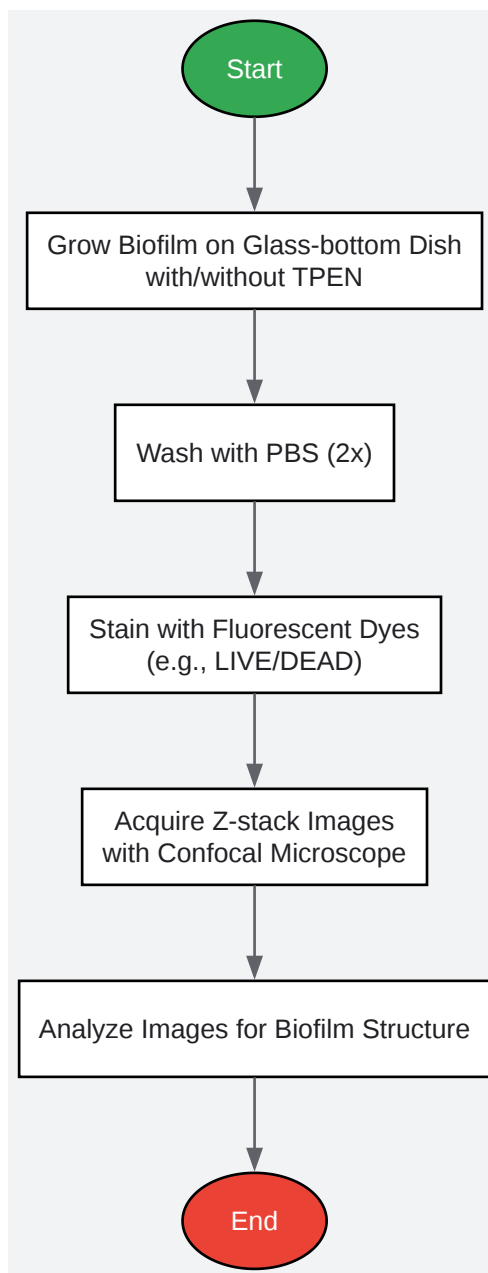 Start
Grow Biofilm on Glass-bottom Dish
with/without TPEN
Wash with PBS (2x)
Stain with Fluorescent Dyes
(e.g., LIVE/DEAD)
Acquire Z-stack Images
with Confocal Microscope
Analyze Images for Biofilm Structure
End